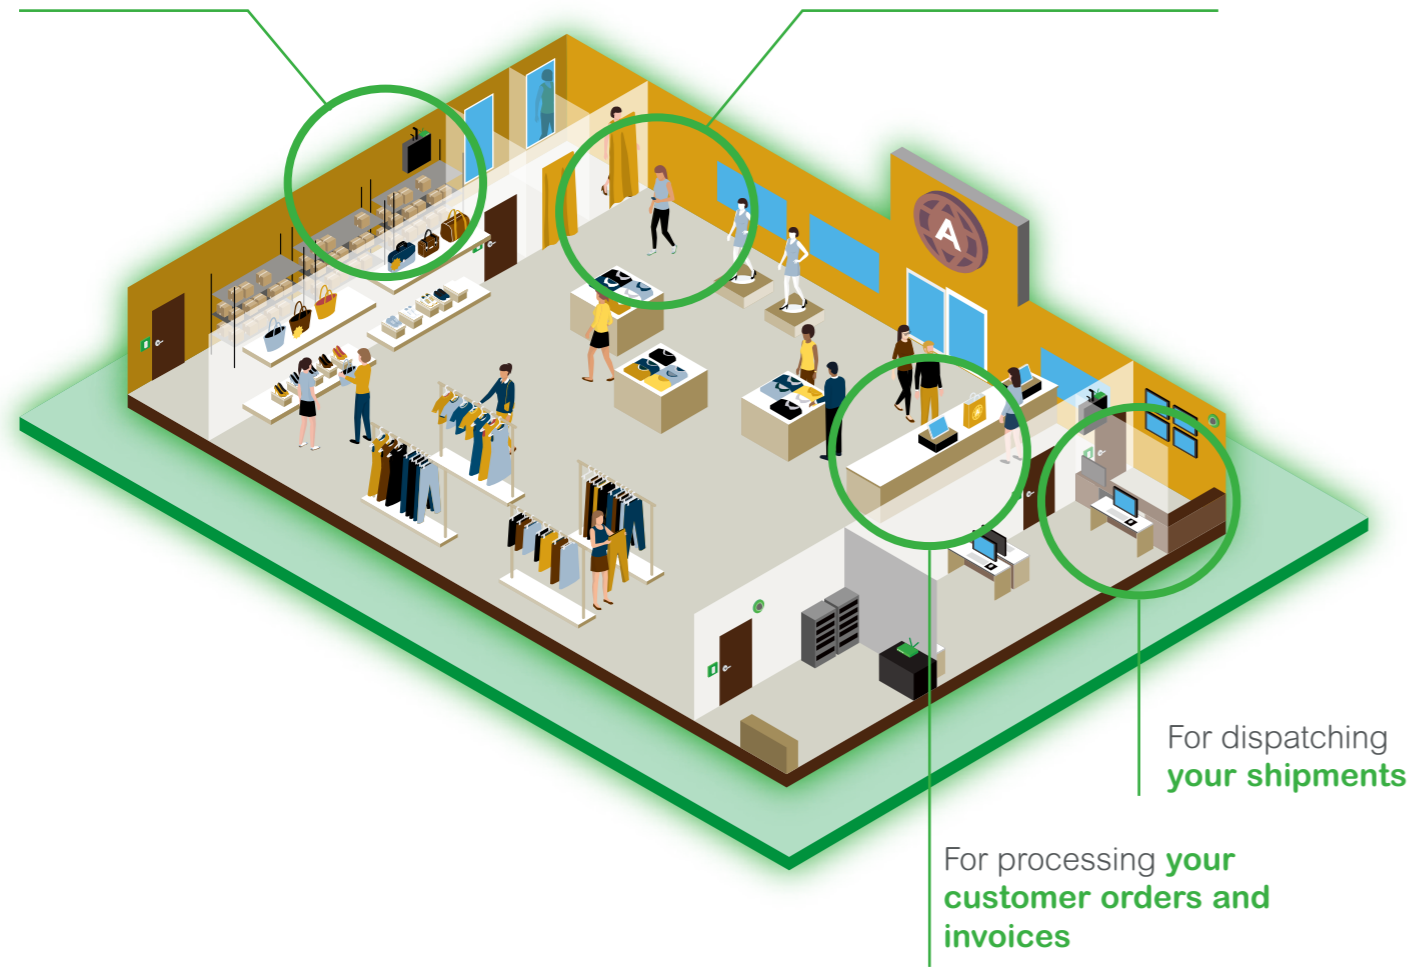 A
For dispatching
your shipments
For processing your
customer orders and
invoices